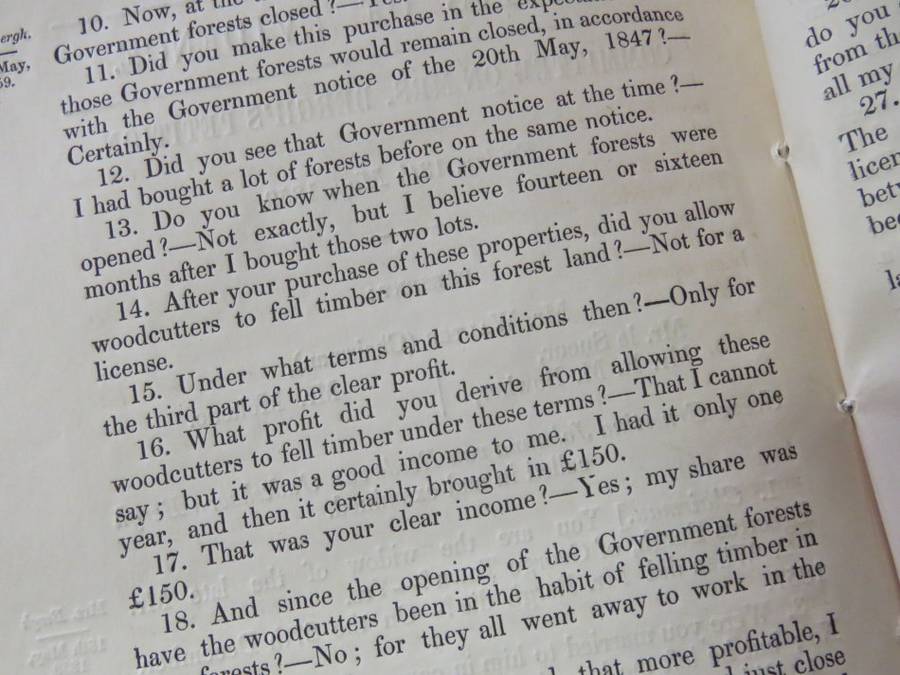 ergh.
May,
59.
10. Now, at the
Government forests closed ?—Yes.
11. Did you make this purchase in the
those Government forests would remain closed, in accordance
with the Government notice of the 20th May, 1847 ?—
Certainly.
12. Did you see that Government notice at the time ?—
I had bought a lot of forests before on the same notice.
13. Do you know when the Government forests were
opened ?—Not exactly, but I believe fourteen or sixteen
months after I bought those two lots.
14. After your purchase of these properties, did you allow
woodcutters to fell timber on this forest land ?—Not for a
license.
15. Under what terms and conditions then ?—Only for
the third part of the clear profit.
16. What profit did you derive from allowing these
woodcutters to fell timber under these terms ?—That I cannot
say ; but it was a good income to me. I had it only one
year, and then it certainly brought in £150.
17. That was your clear income ?—Yes ; my share was
£150.
18. And since the opening of the Government forests
have the woodcutters been in the habit of felling timber in
forests ?—No ; for they all went away to work in the
that more profitable, I
just close
do you
from th
all my
27.
The
licen
bet
be
la